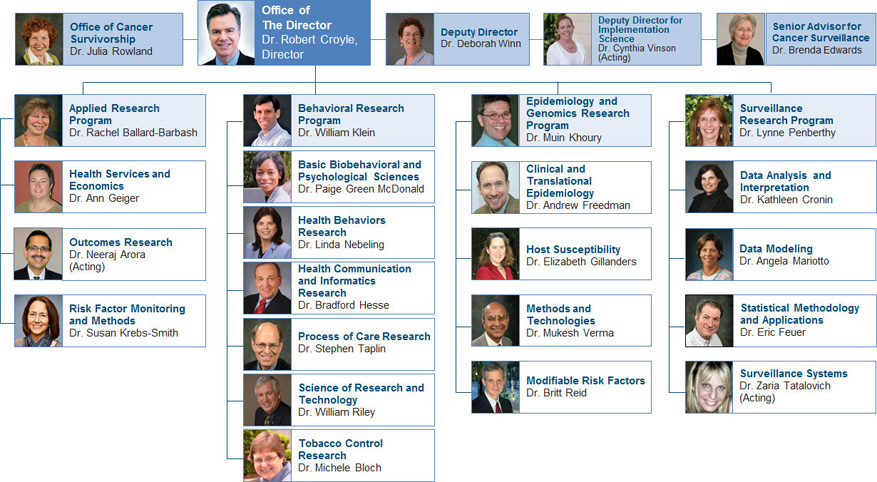 Office of Cancer
Survivorship
Dr. Julia Rowland
Office of
The Director
Dr. Robert Croyle,
Director
Deputy Director
Dr. Deborah Winn
Deputy Director for
Implementation
Science
Dr. Cynthia Vinson
(Acting)
Senior Advisor for
Cancer Surveillance
Dr. Brenda Edwards
Applied Research
Program
Dr. Rachel Ballard-Barbash
Health Services and
Economics
Dr. Ann Geiger
Outcomes Research
Dr. Neeraj Arora
(Acting)
Risk Factor Monitoring
and Methods
Dr. Susan Krebs-Smith
Behavioral Research
Program
Dr. William Klein
Basic Biobehavioral and
Psychological Sciences
Dr. Paige Green McDonald
Health Behaviors
Research
Dr. Linda Nebeling
Health Communication
and Informatics
Research
Dr. Bradford Hesse
Process of Care Research
Dr. Stephen Taplin
Science of Research and
Technology
Dr. William Riley
Tobacco Control
Research
Dr. Michele Bloch
Epidemiology and
Genomics Research
Program
Dr. Muin Khoury
Clinical and
Translational
Epidemiology
Dr. Andrew Freedman
Host Susceptibility
Dr. Elizabeth Gillanders
Methods and
Technologies
Dr. Mukesh Verma
Modifiable Risk Factors
Dr. Britt Reid
Surveillance
Research Program
Dr. Lynne Penberthy
Data Analysis and
Interpretation
Dr. Kathleen Cronin
Data Modeling
Dr. Angela Mariotto
Statistical Methodology
and Applications
Dr. Eric Feuer
Surveillance Systems
Dr. Zaria Tatalovich
(Acting)